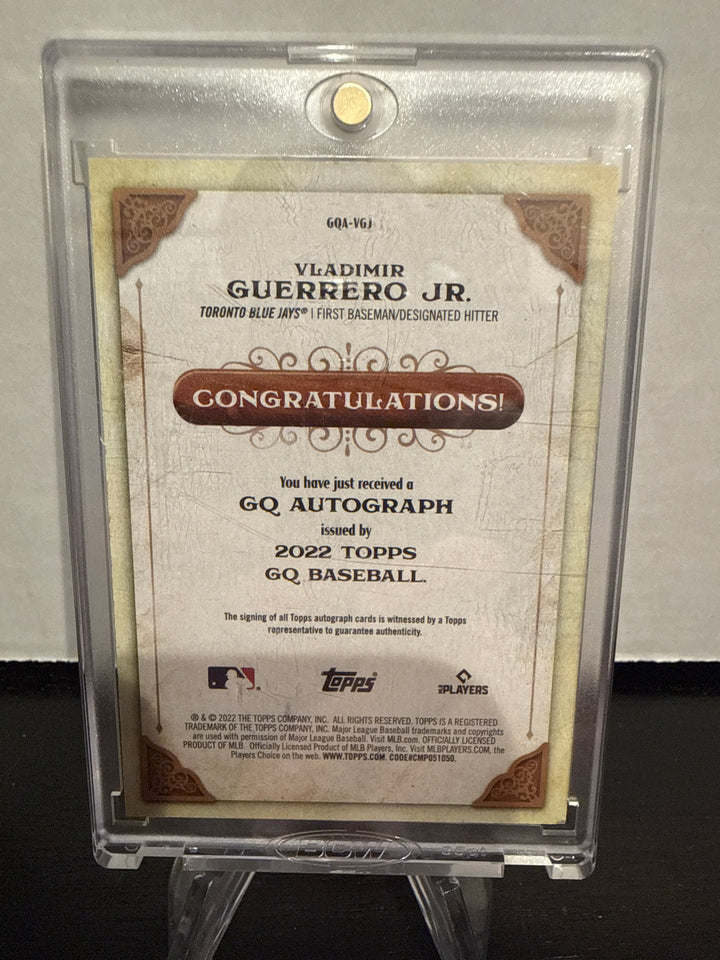 GQA-VGJ
VLADIMIR
GUERRERO JR.
TORONTO BLUE JAYS® | FIRST BASEMAN/DESIGNATED HITTER
CONGRATULATIONS!
You have just received a
GQ AUTOGRAPH
issued by
2022 TOPPS
GQ BASEBALL.
The signing of all Topps autograph cards is witnessed by a Topps
representative to guarantee authenticity.
Topps
PLAYERS
® & © 2022 THE TOPPS COMPANY, INC. ALL RIGHTS RESERVED. TOPPS IS A REGISTERED
TRADEMARK OF THE TOPPS COMPANY, INC. Major League Baseball trademarks and copyrights
are used with permission of Major League Baseball. Visit MLB.com. OFFICIALLY LICENSED
PRODUCT OF MLB. Officially Licensed Product of MLB Players, Inc. Visit MLBPLAYERS.COM, the
Players Choice on the web. WWW.TOPPS.COM. CODE#CMP051050.
BCW